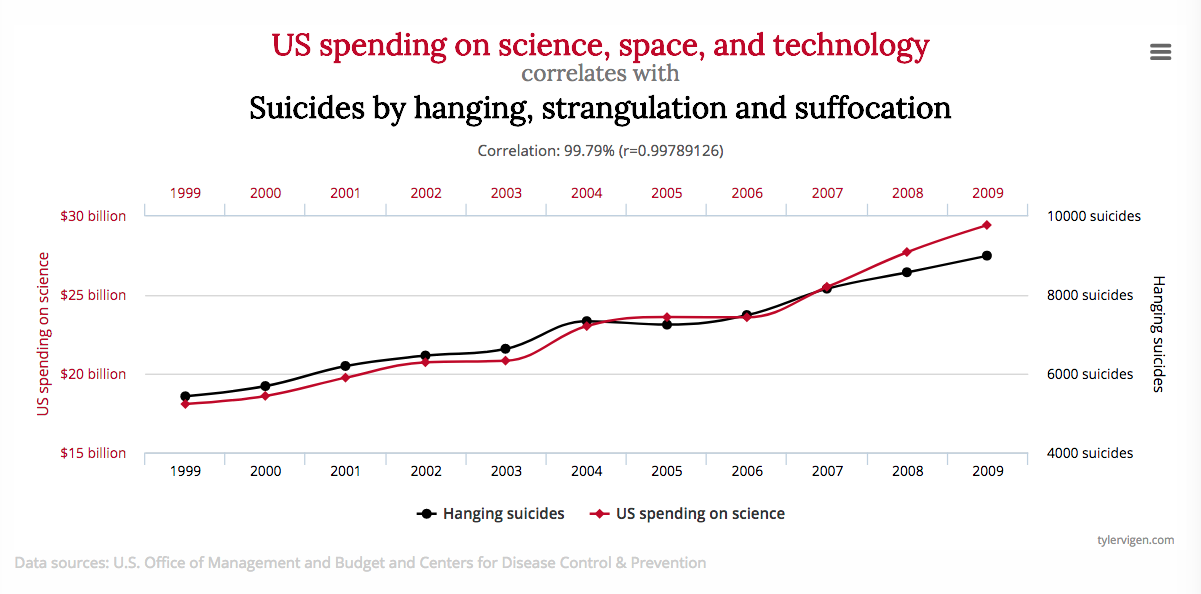 US spending on science, space, and technology
correlates with
Suicides by hanging, strangulation and suffocation
Correlation: 99.79% (r=0.99789126)
1999 2000 2001 2002 2003 2004 2005 2006 2007 2008 2009
$30 billion 10000 suicides
$25 billion 8000 suicides
$20 billion 6000 suicides
$15 billion 4000 suicides
US spending on science
Hanging suicides
1999 2000 2001 2002 2003 2004 2005 2006 2007 2008 2009
Hanging suicides US spending on science
tylervigen.com
Data sources: U.S. Office of Management and Budget and Centers for Disease Control & Prevention